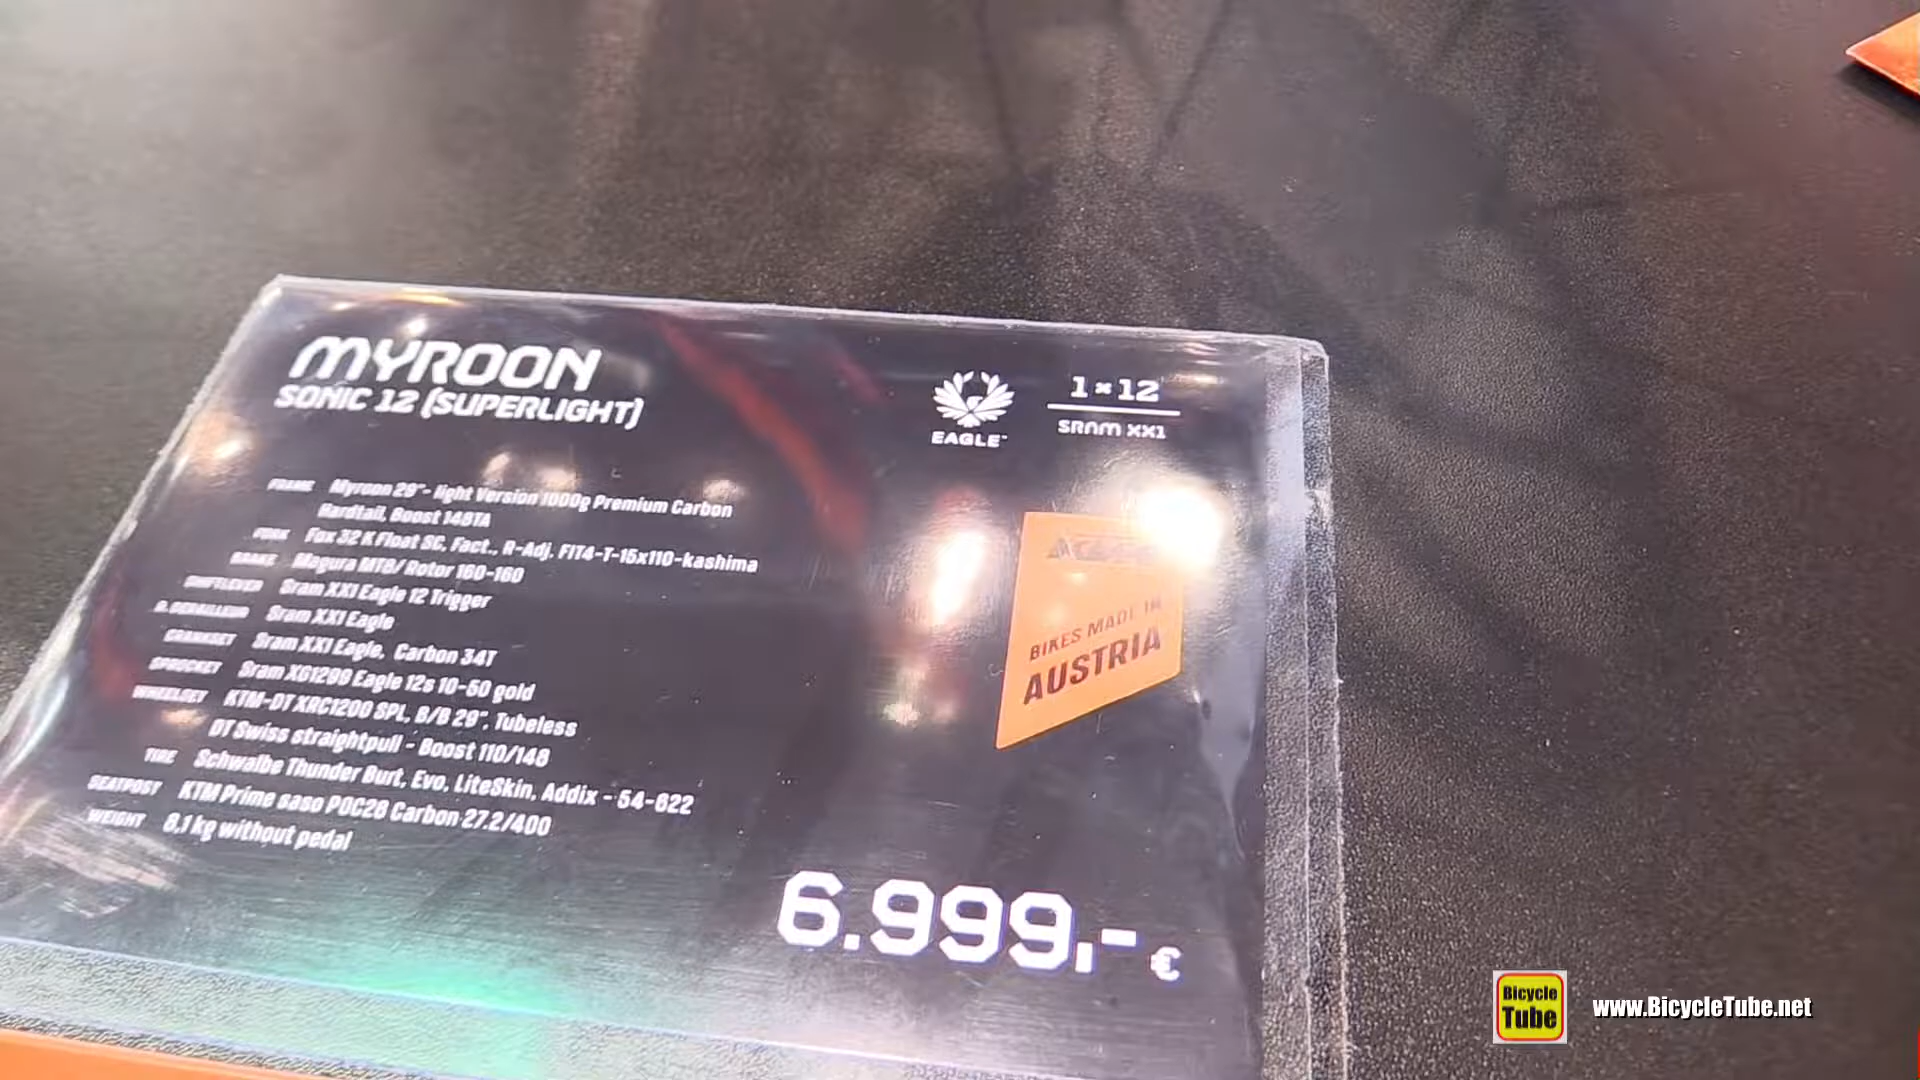 MYROON
SONIC 12 (SUPERLIGHT)
EAGLE™
1×12
SRAM XX1
FRAME Myroon 29"- light Version 1000g Premium Carbon
Hardtail, Boost 148TA
FORK Fox 32 K Float SC, Fact., R-Adj. FIT4-T-15x110-kashima
BRAKE Magura MT8/ Rotor 160-160
SHIFTLEVER Sram XX1 Eagle 12 Trigger
R.DERAILLEUR Sram XX1 Eagle
CRANKSET Sram XX1 Eagle, Carbon 34T
SPROCKET Sram XG1299 Eagle 12s 10-50 gold
WHEELSET KTM-DT XRC1200 SPL, B/B 29", Tubeless
DT Swiss straightpull - Boost 110/148
TIRE Schwalbe Thunder Burt, Evo, LiteSkin, Addix - 54-622
SEATPOST KTM Prime saso POC28 Carbon 27.2/400
WEIGHT 8,1 kg without pedal
BIKES MADE IN
AUSTRIA
6.999,- €
Bicycle
Tube
www.BicycleTube.net